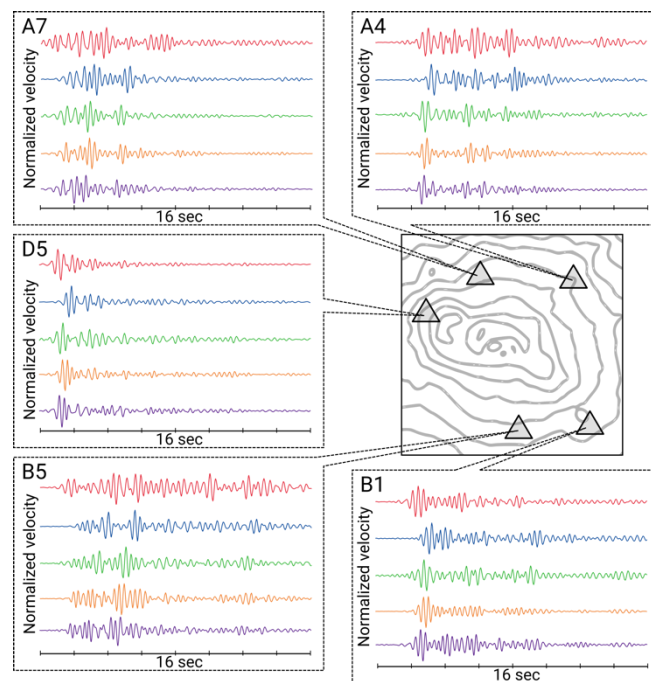 A7
Normalized velocity
16 sec
A4
Normalized velocity
16 sec
D5
Normalized velocity
16 sec
B5
Normalized velocity
16 sec
B1
Normalized velocity
16 sec